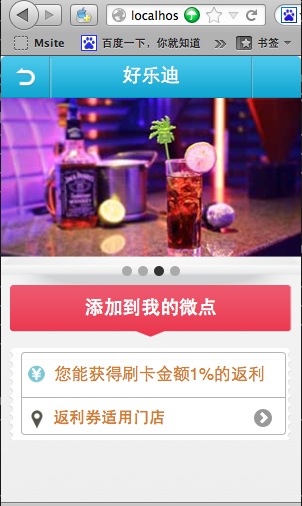 localhos
Msite 百度一下，你就知道 » 书签
好乐迪
JACK DANIEL'S
添加到我的微点
¥ 您能获得刷卡金额1%的返利
返利券适用门店